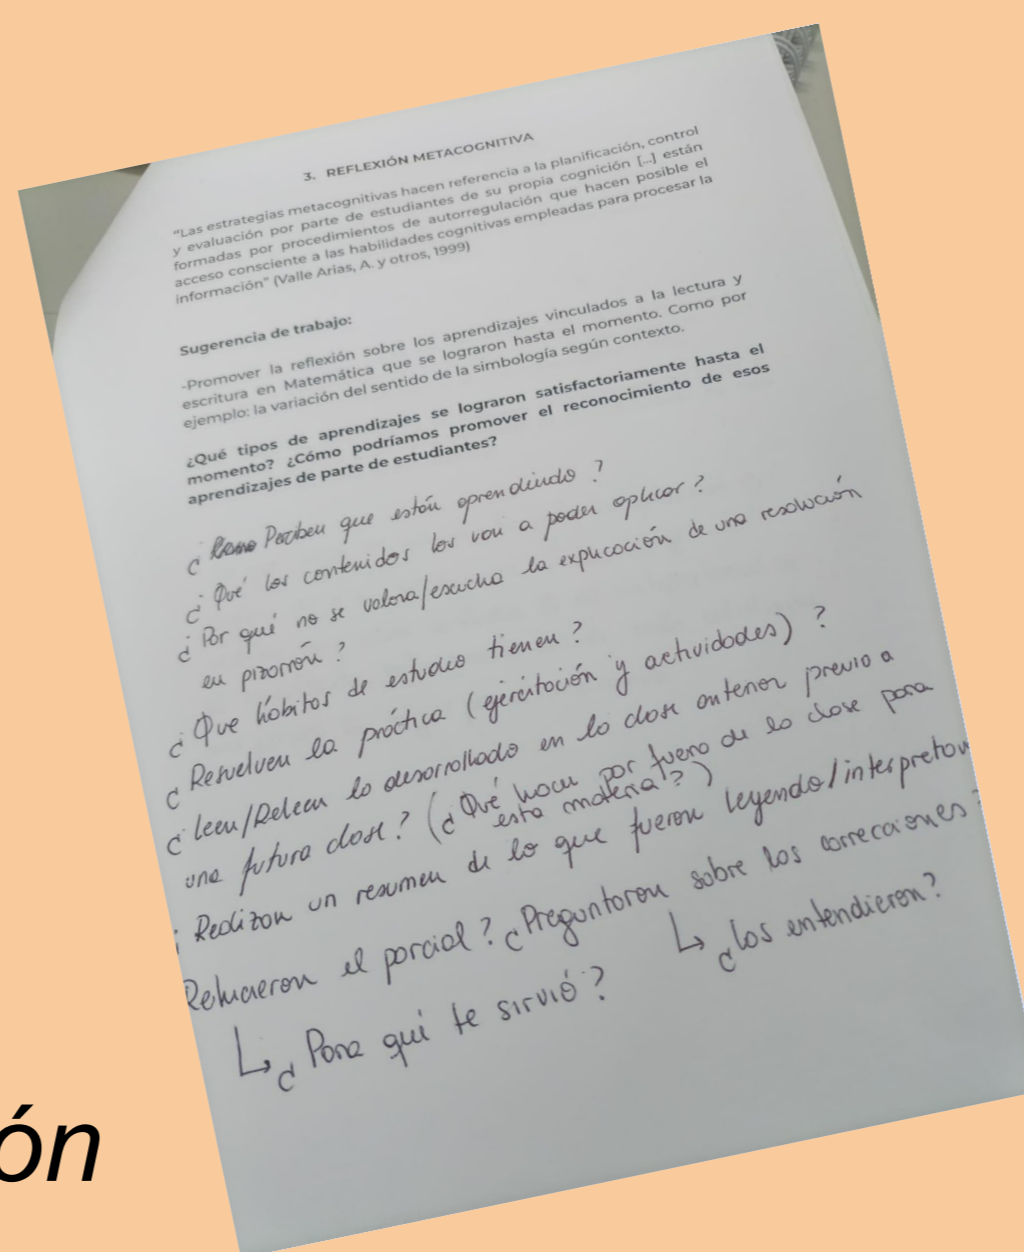 3. REFLEXIÓN METACOGNITIVA
"Las estrategias metacognitivas hacen referencia a la planificación, control
y evaluación por parte de estudiantes de su propia cognición [...] están
formadas por procedimientos de autorregulación que hacen posible el
acceso consciente a las habilidades cognitivas empleadas para procesar la
información" (Valle Arias, A. y otros, 1999)
Sugerencia de trabajo:
-Promover la reflexión sobre los aprendizajes vinculados a la lectura y
escritura en Matemática que se lograron hasta el momento. Como por
ejemplo: la variación del sentido de la simbología según contexto.
¿Qué tipos de aprendizajes se lograron satisfactoriamente hasta el
momento? ¿Cómo podríamos promover el reconocimiento de esos
aprendizajes de parte de estudiantes?
¿ Perciben que están aprendiendo ?
¿ Qué los contenidos los van a poder aplicar ?
¿ Por qué no se valora/escucha la explicación de una resolución
en pizarrón ?
¿ Que hábitos de estudio tienen ?
¿ Resuelven la práctica (ejercitación y actividades) ?
¿ leen/Releen lo desarrollado en la clase anterior previo a
una futura clase ? (¿ Qué hacen por fuera de la clase para
esta materia ? )
¿ Realizan un resumen de lo que fueron leyendo/interpretan
Rehicieron el parcial ? ¿ Preguntaron sobre las correcciones ?
↳ ¿los entendieron?
↳ ¿ Para qué te sirvió ?
ón